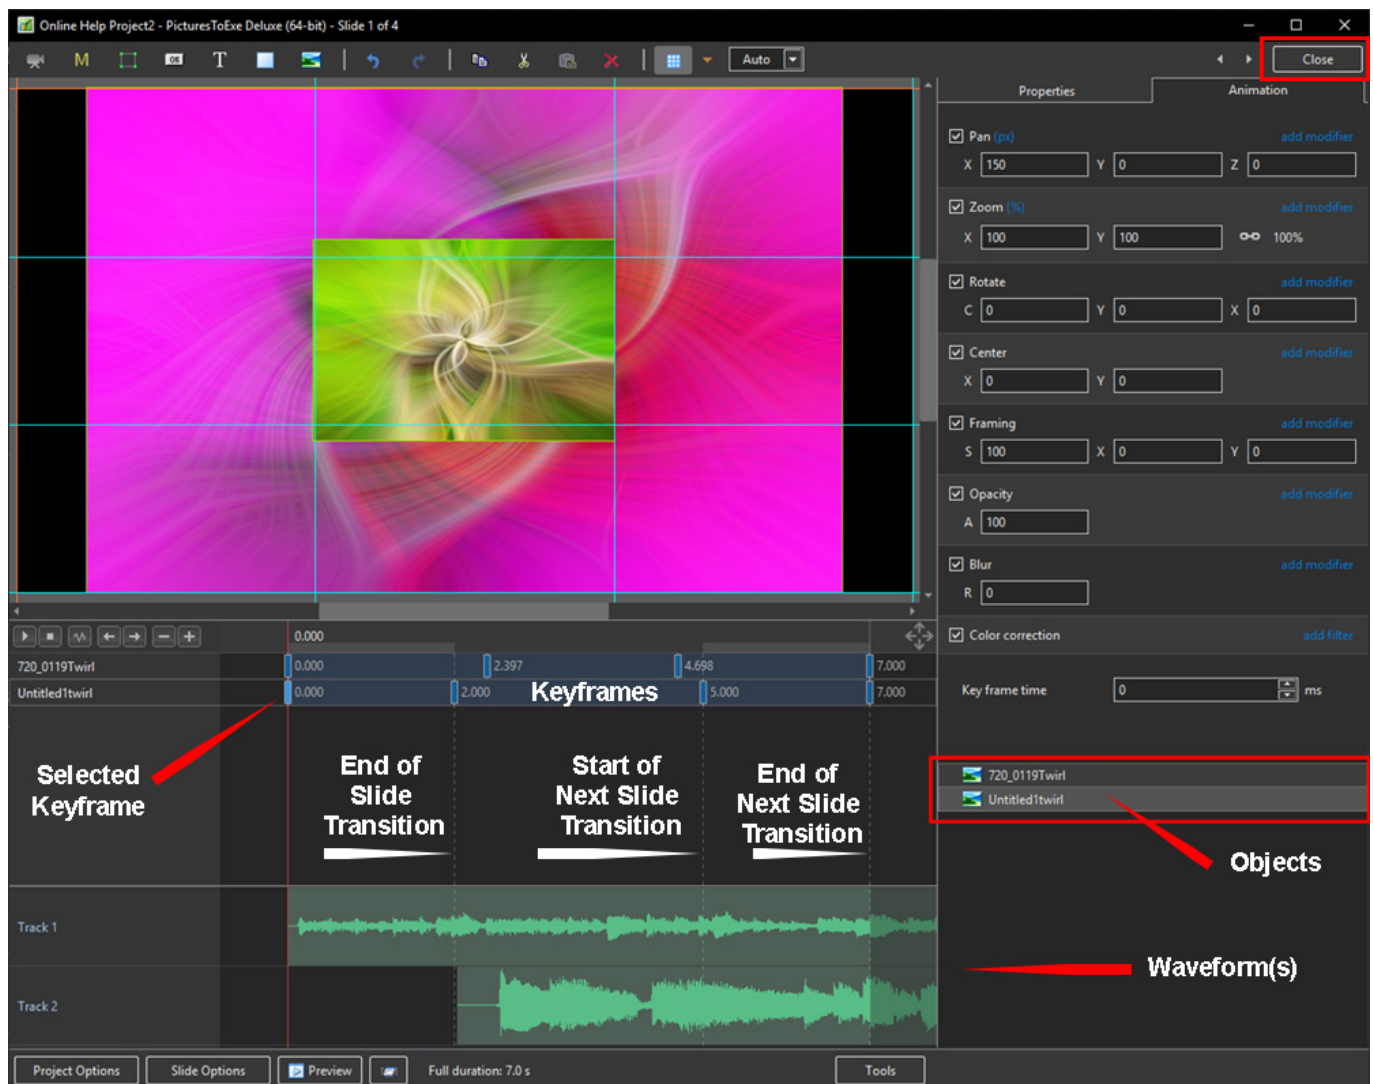 Online Help Project2 - PicturesToExe Deluxe (64-bit) - Slide 1 of 4
M OK T Auto Close
Properties Animation
Pan (px) add modifier
X 150 Y 0 Z 0
Zoom (%) add modifier
X 100 Y 100 100%
Rotate add modifier
C 0 Y 0 X 0
Center add modifier
X 0 Y 0
Framing add modifier
S 100 X 0 Y 0
Opacity add modifier
A 100
Blur add modifier
R 0
Color correction add filter
Key frame time 0 ms
720_0119Twirl
Untitled1twirl
Objects
Waveform(s)
0.000
720_0119Twirl 0.000 2.397 4.698 7.000
Untitled1twirl 0.000 2.000 Keyframes 5.000 7.000
Selected
Keyframe
End of
Slide
Transition
Start of
Next Slide
Transition
End of
Next Slide
Transition
Track 1
Track 2
Project Options Slide Options Preview Full duration: 7.0 s Tools